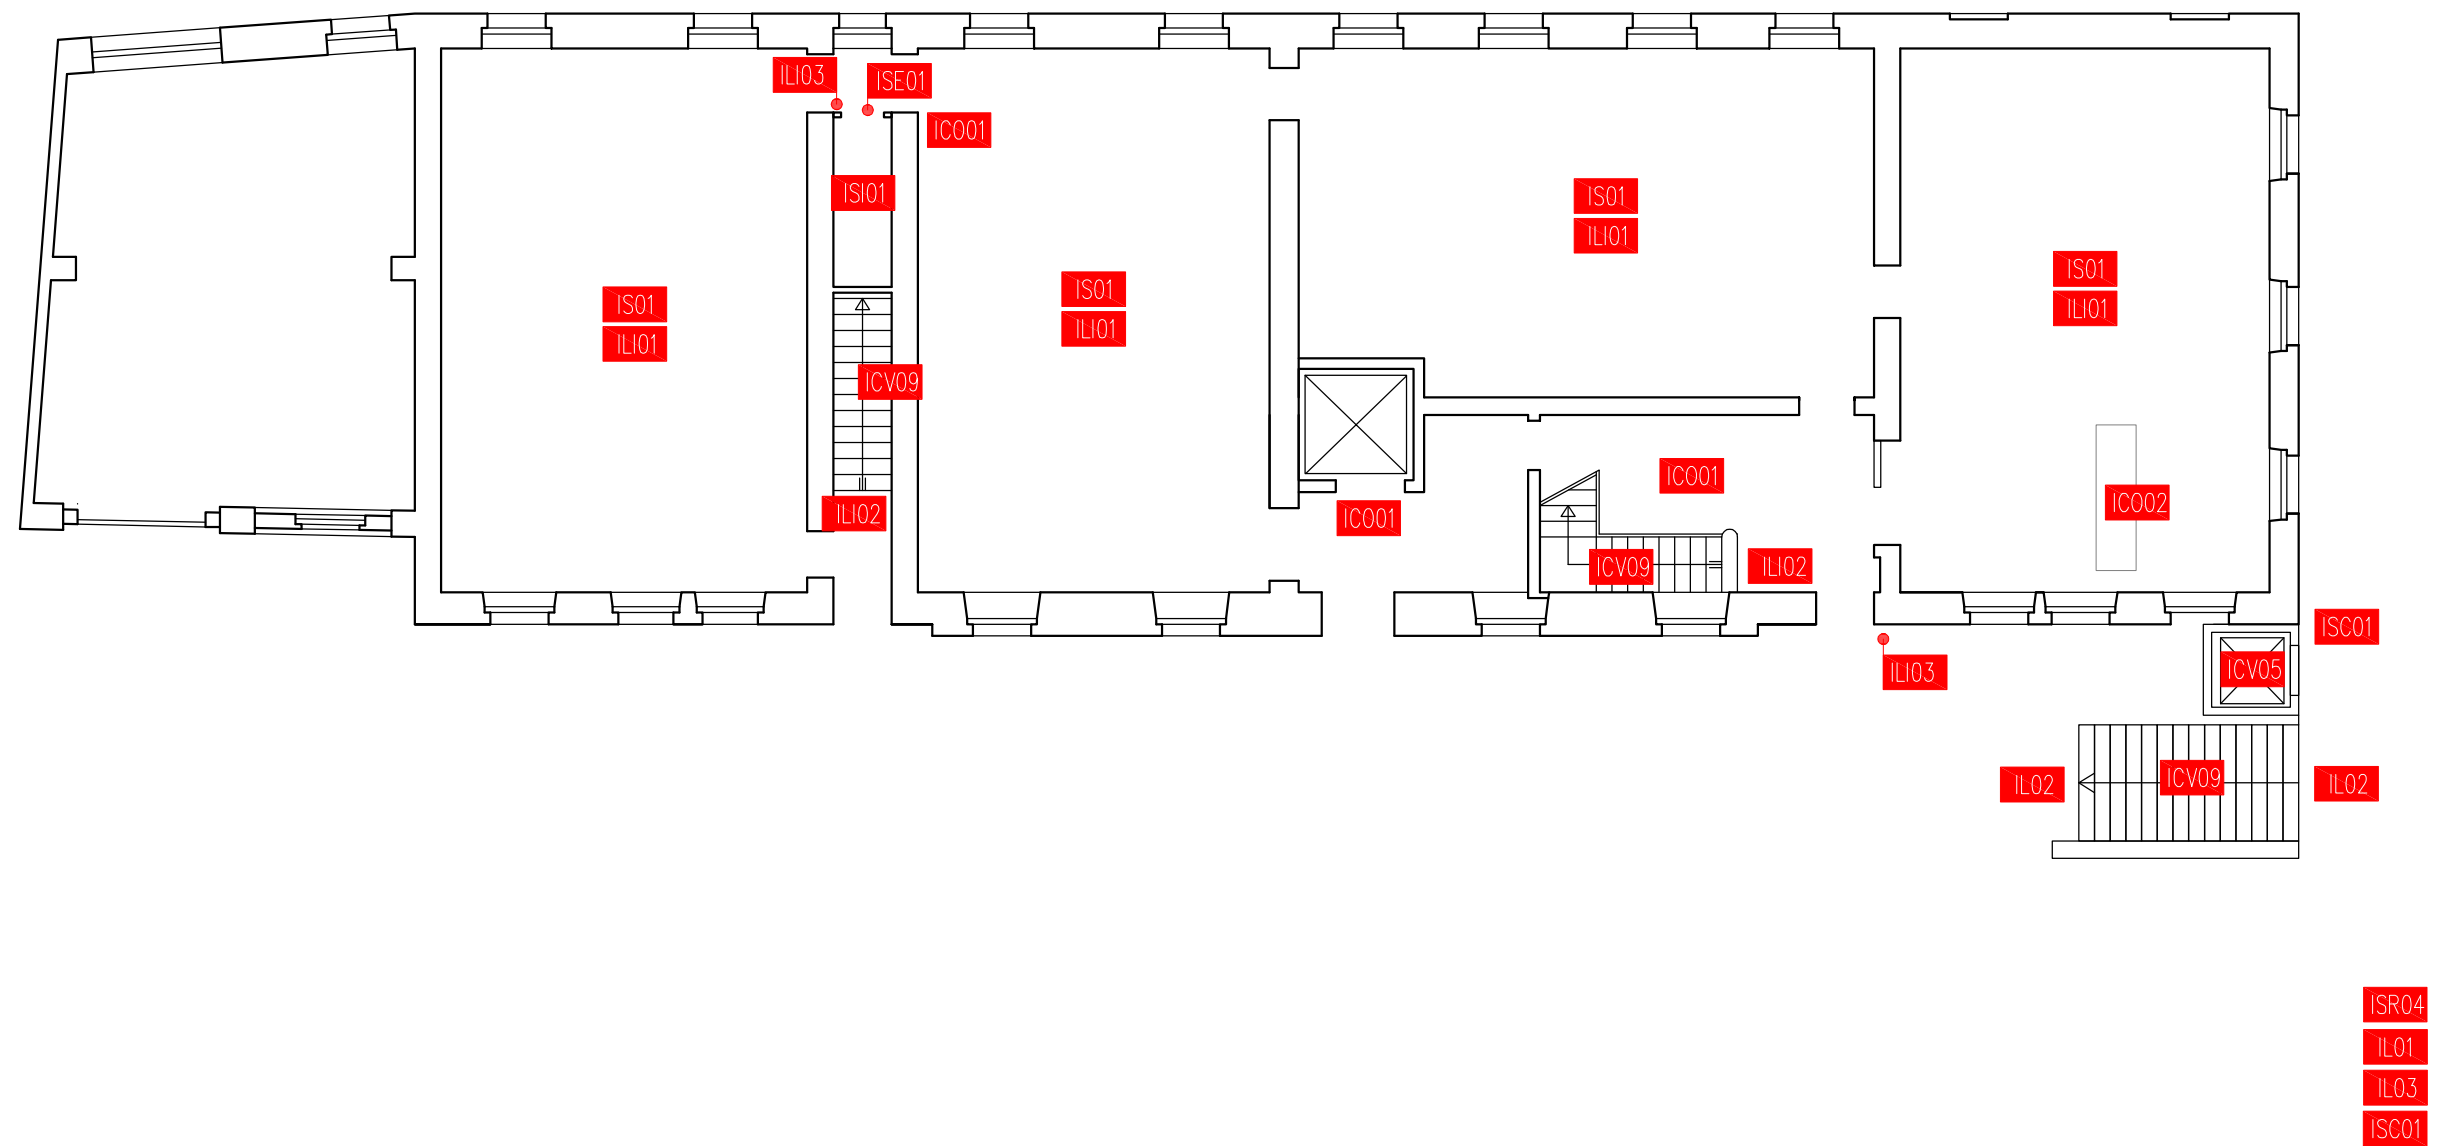 ILI03
ISE01
ICO01
ISI01
IS01
ILI01
IS01
ILI01
IS01
ILI01
IS01
ILI01
ICV09
ILI02
ICO01
ICO01
ICO02
ICV09
ILI02
ISC01
ILI03
ICV05
IL02
ICV09
IL02
ISR04
IL01
IL03
ISC01